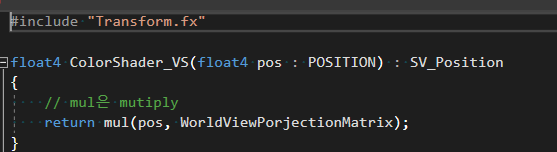 #include "Transform.fx"
float4 ColorShader_VS(float4 pos : POSITION) : SV_Position
{
// mul은 mutiply
return mul(pos, WorldViewPorjectionMatrix);
}